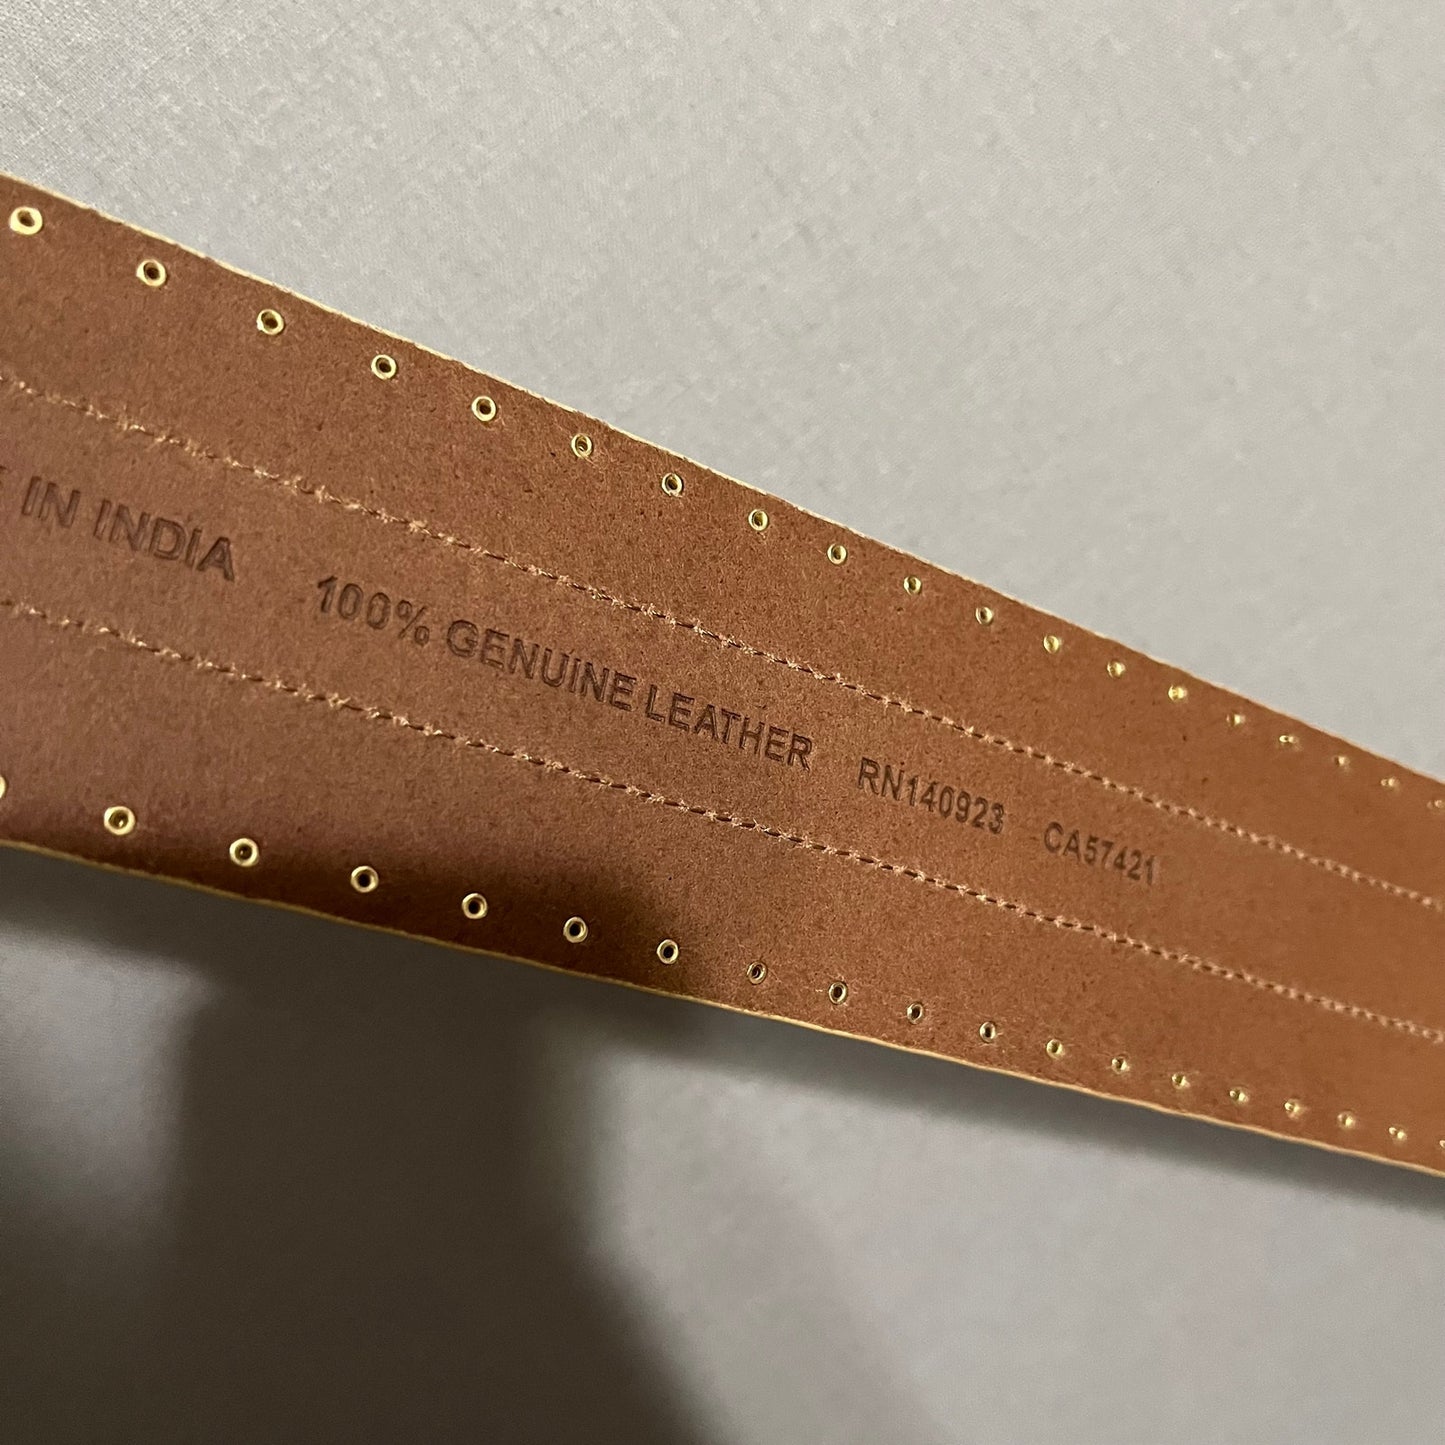 IN INDIA 100% GENUINE LEATHER RN140923 CA57421